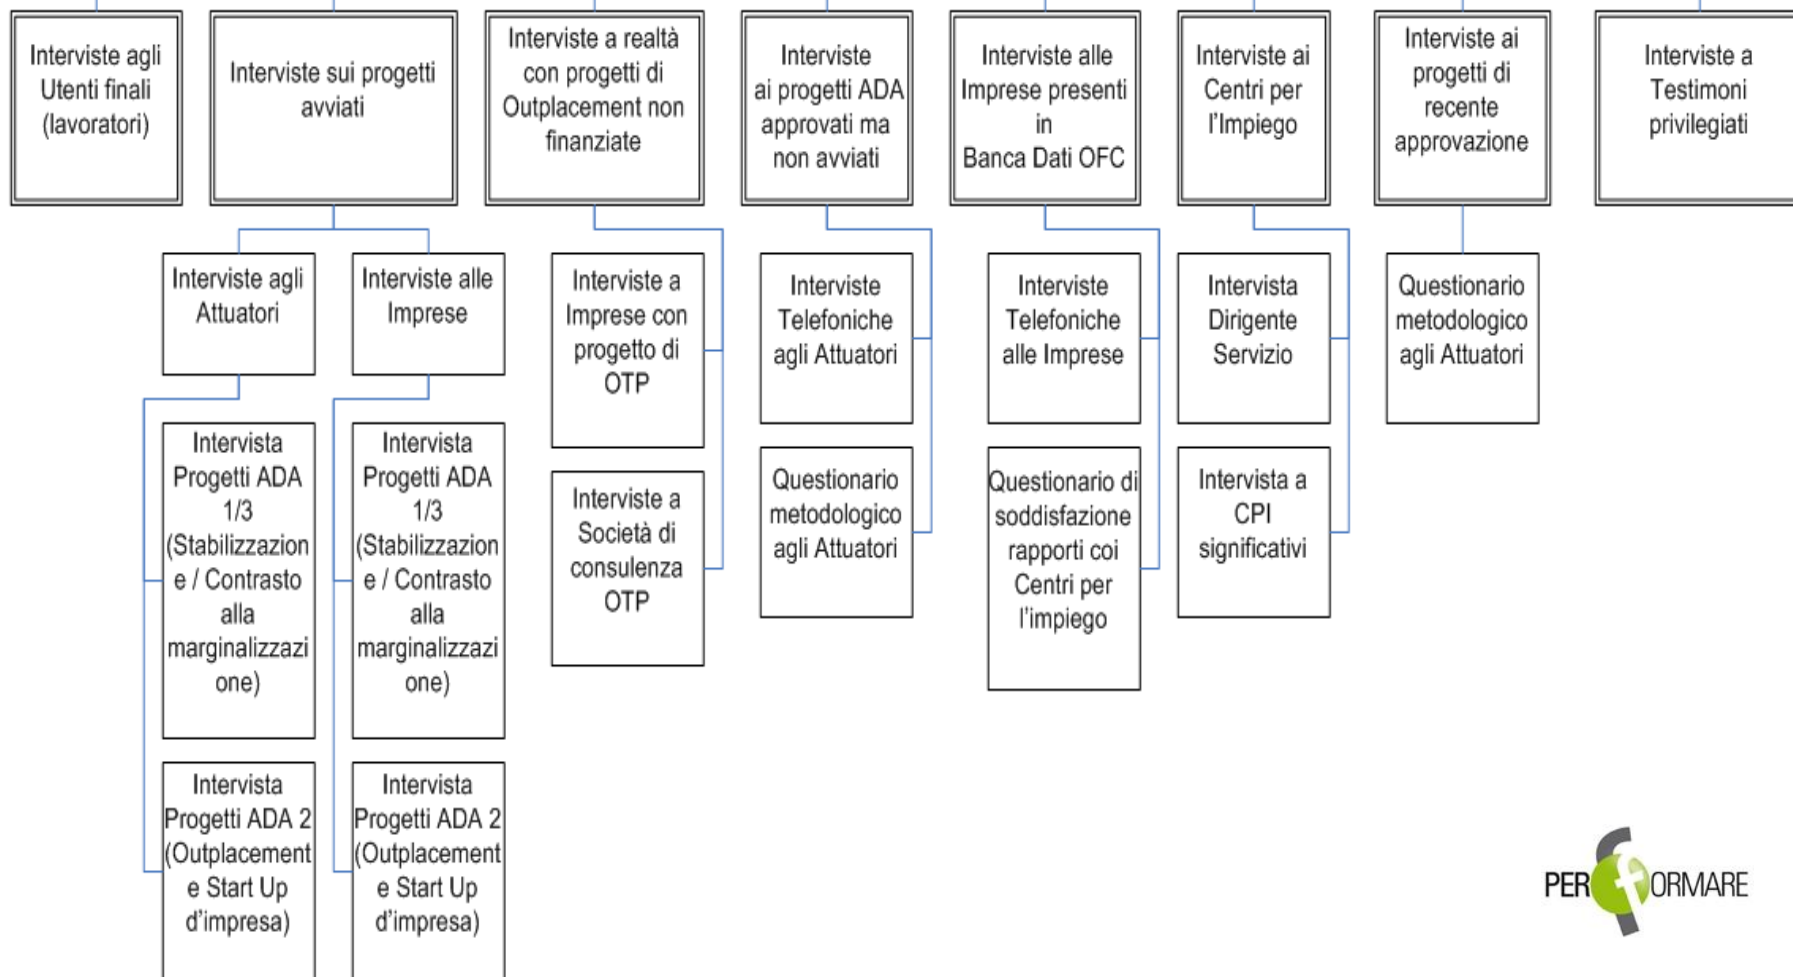 Interviste agli
Utenti finali
(lavoratori)
Interviste sui progetti
avviati
Interviste a realtà
con progetti di
Outplacement non
finanziate
Interviste
ai progetti ADA
approvati ma
non avviati
Interviste alle
Imprese presenti
in
Banca Dati OFC
Interviste ai
Centri per
l'Impiego
Interviste ai
progetti di
recente
approvazione
Interviste a
Testimoni
privilegiati
Interviste agli
Attuatori
Interviste alle
Imprese
Interviste a
Imprese con
progetto di
OTP
Interviste
Telefoniche
agli Attuatori
Interviste
Telefoniche
alle Imprese
Intervista
Dirigente
Servizio
Questionario
metodologico
agli Attuatori
Intervista
Progetti ADA
1/3
(Stabilizzazion
e / Contrasto
alla
marginalizzazi
one)
Intervista
Progetti ADA
1/3
(Stabilizzazion
e / Contrasto
alla
marginalizzazi
one)
Interviste a
Società di
consulenza
OTP
Questionario
metodologico
agli Attuatori
Questionario di
soddisfazione
rapporti coi
Centri per
l'impiego
Intervista a
CPI
significativi
Intervista
Progetti ADA 2
(Outplacement
e Start Up
d'impresa)
Intervista
Progetti ADA 2
(Outplacement
e Start Up
d'impresa)
PERfORMARE